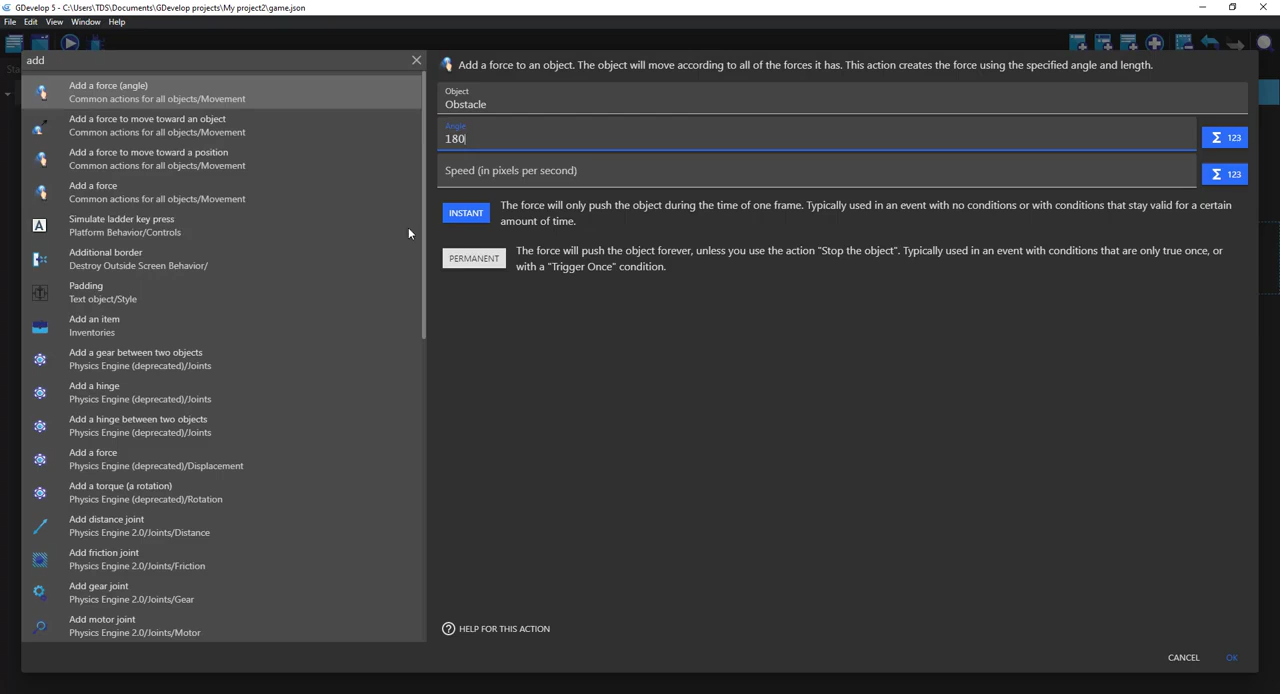 GDevelop 5 - C:\Users\TDS\Documents\GDevelop projects\My project2\game.json
File Edit View Window Help
add
Add a force (angle)
Common actions for all objects/Movement
Add a force to move toward an object
Common actions for all objects/Movement
Add a force to move toward a position
Common actions for all objects/Movement
Add a force
Common actions for all objects/Movement
A
Simulate ladder key press
Platform Behavior/Controls
Additional border
Destroy Outside Screen Behavior/
Padding
Text object/Style
Add an item
Inventories
Add a gear between two objects
Physics Engine (deprecated)/Joints
Add a hinge
Physics Engine (deprecated)/Joints
Add a hinge between two objects
Physics Engine (deprecated)/Joints
Add a force
Physics Engine (deprecated)/Displacement
Add a torque (a rotation)
Physics Engine (deprecated)/Rotation
Add distance joint
Physics Engine 2.0/Joints/Distance
Add friction joint
Physics Engine 2.0/Joints/Friction
Add gear joint
Physics Engine 2.0/Joints/Gear
Add motor joint
Physics Engine 2.0/Joints/Motor
Add a force to an object. The object will move according to all of the forces it has. This action creates the force using the specified angle and length.
Object
Obstacle
Angle
180
Σ 123
Speed (in pixels per second)
Σ 123
INSTANT
The force will only push the object during the time of one frame. Typically used in an event with no conditions or with conditions that stay valid for a certain
amount of time.
PERMANENT
The force will push the object forever, unless you use the action "Stop the object". Typically used in an event with conditions that are only true once, or
with a "Trigger Once" condition.
? HELP FOR THIS ACTION
CANCEL OK